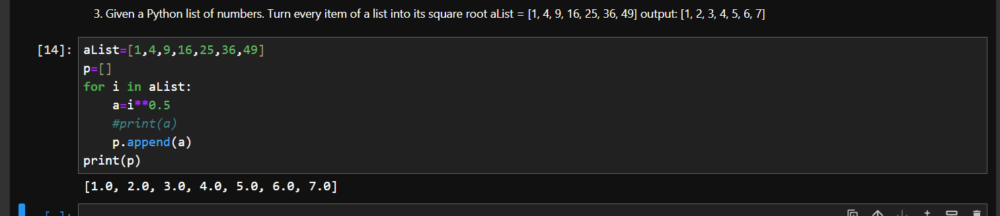 3. Given a Python list of numbers. Turn every item of a list into its square root aList = [1, 4, 9, 16, 25, 36, 49] output: [1, 2, 3, 4, 5, 6, 7]
[14]: aList=[1,4,9,16,25,36,49]
p=[]
for i in aList:
    a=i**0.5
    #print(a)
    p.append(a)
print(p)
[1.0, 2.0, 3.0, 4.0, 5.0, 6.0, 7.0]
[ ]: